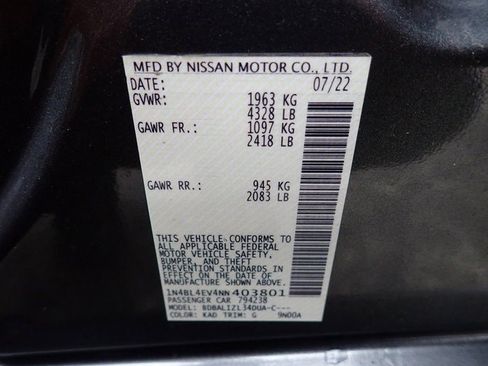 MFD BY NISSAN MOTOR CO., LTD.
DATE: 07/22
GVWR: 1963 KG
4328 LB
GAWR FR.: 1097 KG
2418 LB
GAWR RR.: 945 KG
2083 LB
THIS VEHICLE CONFORMS TO
ALL APPLICABLE FEDERAL
MOTOR VEHICLE SAFETY,
BUMPER, AND THEFT
PREVENTION STANDARDS IN
EFFECT ON THE DATE OF
MANUFACTURE SHOWN ABOVE.
1N4BL4EV4NN403801
PASSENGER CAR 794238
MODEL: BDBALIZL34DUA-C---
COLOR: KAD TRIM: G 9N00A